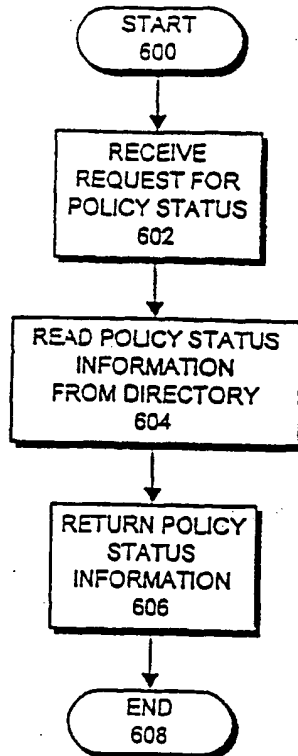 START
600
RECEIVE
REQUEST FOR
POLICY STATUS
602
READ POLICY STATUS
INFORMATION
FROM DIRECTORY
604
RETURN POLICY
STATUS
INFORMATION
606
END
608